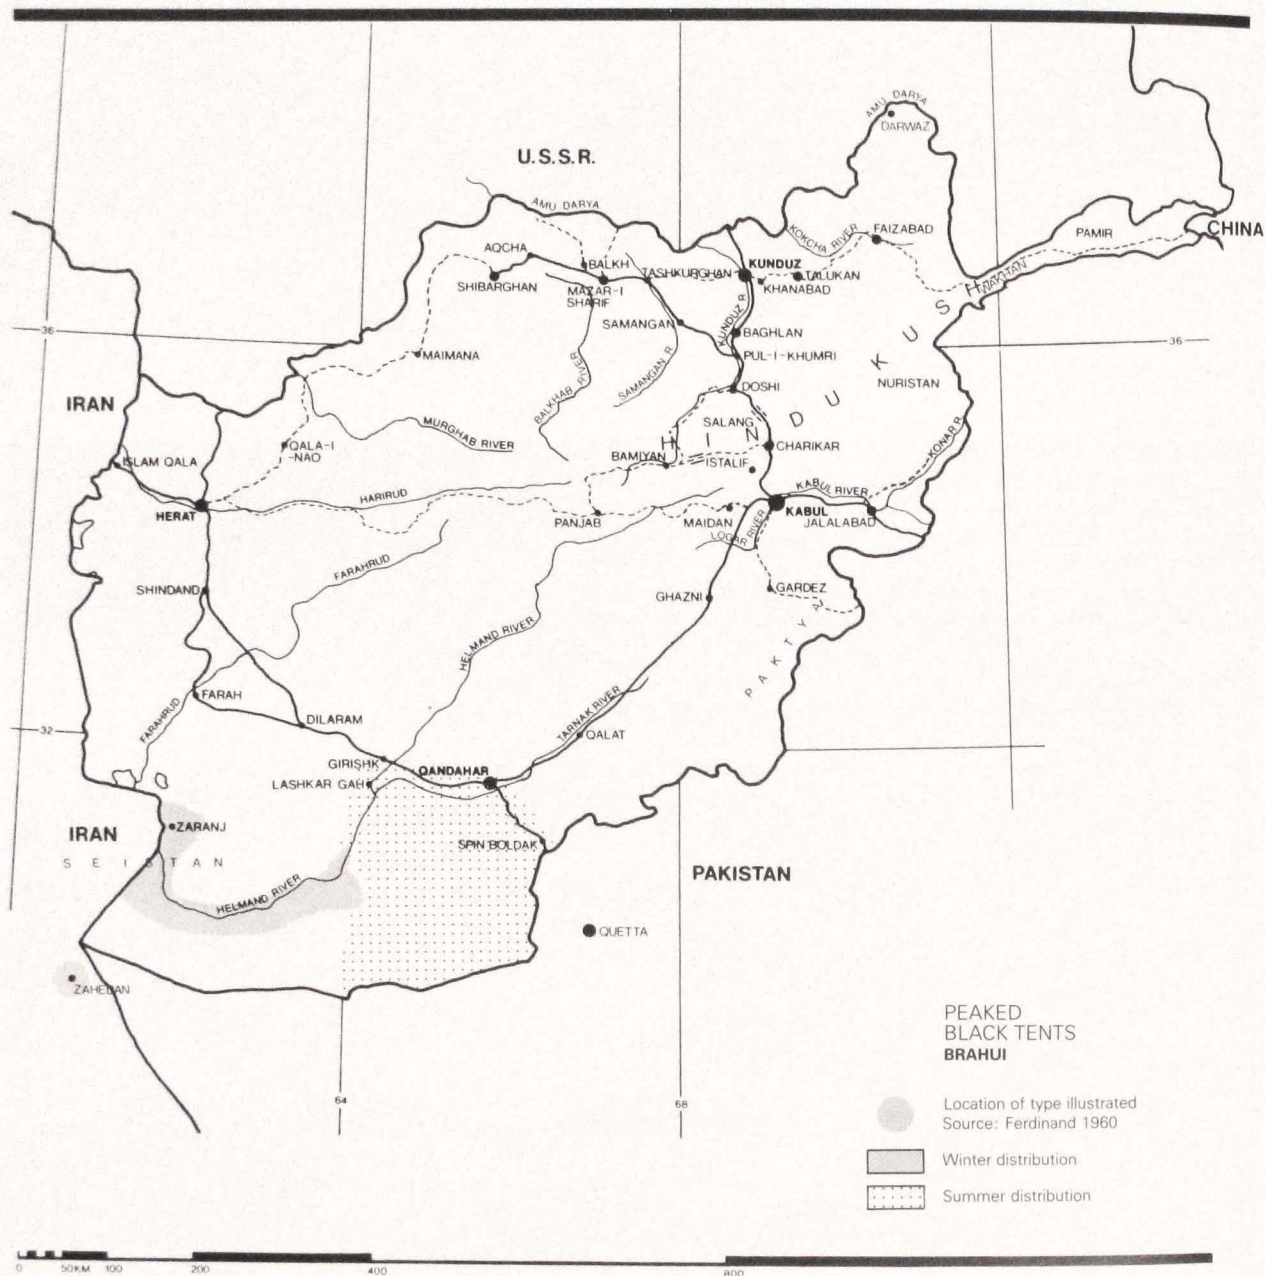 AMU DARYA
DARWAZ
U.S.S.R.
AMU DARYA
KOKCHA RIVER
FAIZABAD
PAMIR
CHINA
AQCHA
BALKH
TASHKURGHAN
KUNDUZ
TALUKAN
KHANABAD
WAKHAN
SHIBARGHAN
MAZAR-I
SHARIF
SAMANGAN
KUNDUZ R.
BAGHLAN
36
36
MAIMANA
PUL-I-KHUMRI
BALKHAB RIVER
SAMANGAN R.
DOSHI
NURISTAN
HINDU KUSH
IRAN
MURGHAB RIVER
SALANG
CHARIKAR
KONAR R.
QALA-I
-NAO
BAMIYAN
ISTALIF
ISLAM QALA
HARIRUD
KABUL RIVER
HERAT
PANJAB
MAIDAN
KABUL
JALALABAD
LOGAR RIVER
FARAHRUD
SHINDAND
GHAZNI
GARDEZ
HELMAND RIVER
PAKTYA
FARAH
FARAHRUD
TARNAK RIVER
32
DILARAM
QALAT
GIRISHK
QANDAHAR
LASHKAR GAH
ZARANJ
IRAN
SEISTAN
SPIN BOLDAK
PAKISTAN
HELMAND RIVER
QUETTA
ZAHEDAN
64
68
PEAKED
BLACK TENTS
BRAHUI
Location of type illustrated
Source: Ferdinand 1960
Winter distribution
Summer distribution
0 50KM. 100 200 400 800